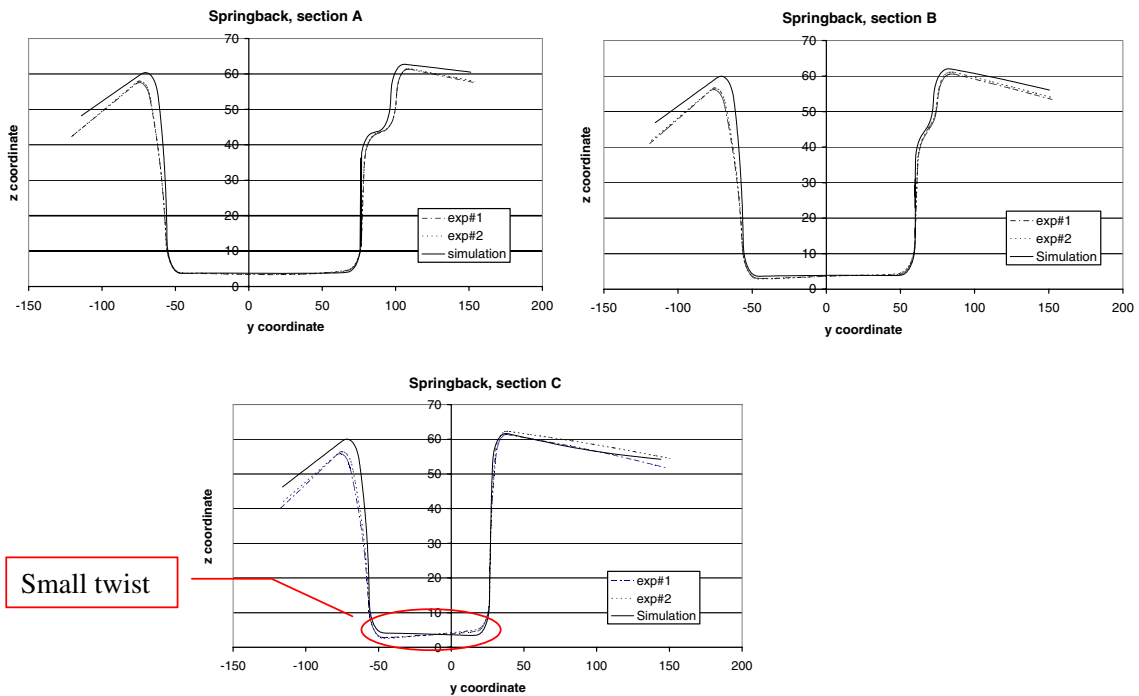 Springback, section A
70
60
50
40
30
20
10
0
-150 -100 -50 0 50 100 150 200
y coordinate
z coordinate
exp#1
exp#2
simulation
Springback, section B
70
60
50
40
30
20
10
0
-150 -100 -50 0 50 100 150 200
y coordinate
z coordinate
exp#1
exp#2
Simulation
Springback, section C
70
60
50
40
30
20
10
0
-150 -100 -50 0 50 100 150 200
y coordinate
z coordinate
exp#1
exp#2
Simulation
Small twist